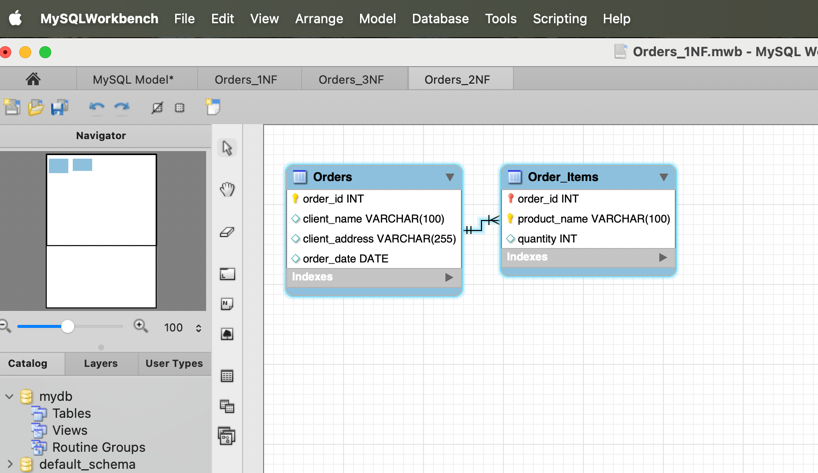 MySQLWorkbench File Edit View Arrange Model Database Tools Scripting Help
Orders_1NF.mwb - MySQL Wo
MySQL Model* Orders_1NF Orders_3NF Orders_2NF
Navigator
100
Catalog Layers User Types
mydb
Tables
Views
Routine Groups
default_schema
Orders
order_id INT
client_name VARCHAR(100)
client_address VARCHAR(255)
order_date DATE
Indexes
Order_Items
order_id INT
product_name VARCHAR(100)
quantity INT
Indexes